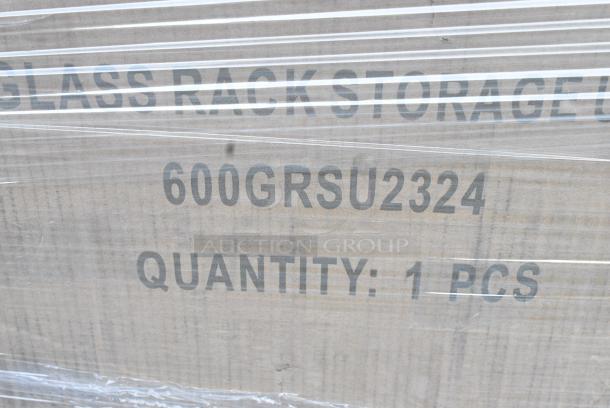 GLASS RACK STORAGE U
600GRSU2324
AUCTION GROUP
QUANTITY: 1 PCS